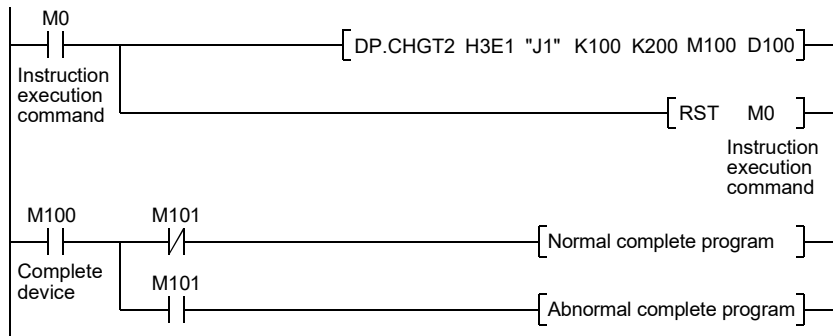 M0
DP.CHGT2 H3E1 "J1" K100 K200 M100 D100
Instruction
execution
command
RST M0
Instruction
execution
command
M100 M101
Normal complete program
Complete
device
M101
Abnormal complete program